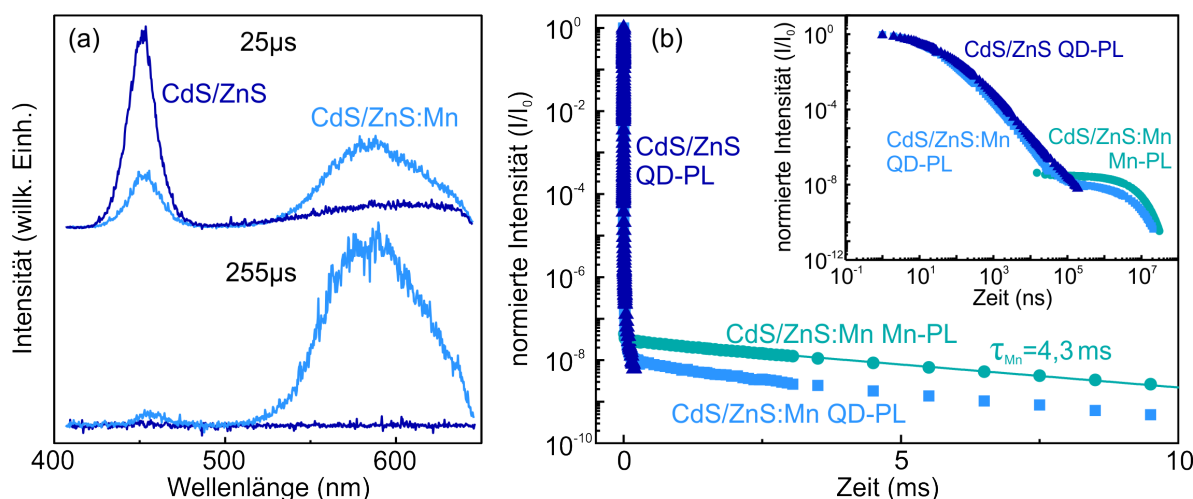 (a)
25µs
CdS/ZnS
CdS/ZnS:Mn
255µs
Intensität (willk. Einh.)
400
500
600
Wellenlänge (nm)
(b)
normierte Intensität (I/I₀)
10⁰
10⁻²
10⁻⁴
10⁻⁶
10⁻⁸
10⁻¹⁰
CdS/ZnS
QD-PL
CdS/ZnS:Mn Mn-PL
τMn=4,3 ms
CdS/ZnS:Mn QD-PL
0
5
10
Zeit (ms)
normierte Intensität (I/I₀)
10⁰
10⁻⁴
10⁻⁸
10⁻¹²
CdS/ZnS QD-PL
CdS/ZnS:Mn
QD-PL
CdS/ZnS:Mn
Mn-PL
10⁻¹
10¹
10³
10⁵
10⁷
Zeit (ns)